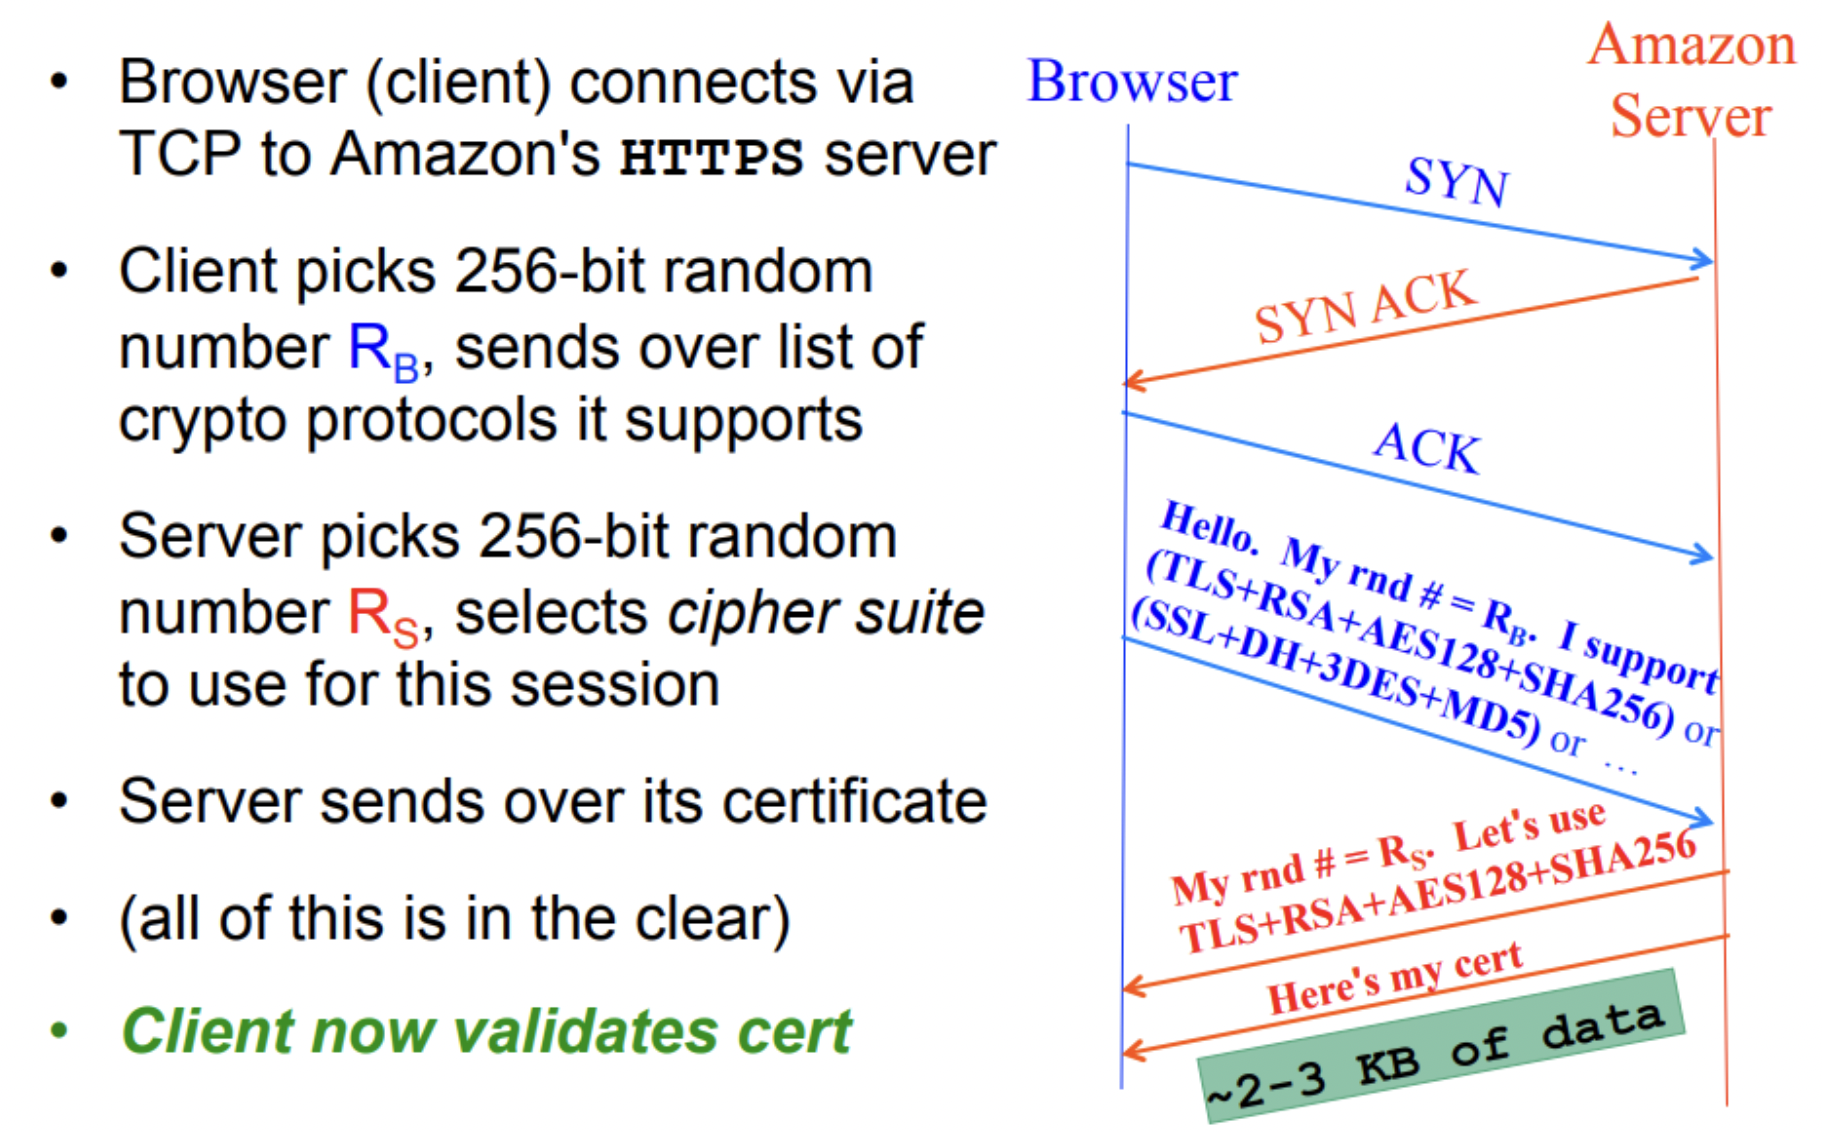 • Browser (client) connects via
TCP to Amazon's HTTPS server
• Client picks 256-bit random
number R_B, sends over list of
crypto protocols it supports
• Server picks 256-bit random
number R_S, selects cipher suite
to use for this session
• Server sends over its certificate
• (all of this is in the clear)
• Client now validates cert
Browser
Amazon
Server
SYN
SYN ACK
ACK
Hello. My rnd # = R_B. I support
(TLS+RSA+AES128+SHA256) or
(SSL+DH+3DES+MD5) or …
My rnd # = R_S. Let's use
TLS+RSA+AES128+SHA256
Here's my cert
~2-3 KB of data